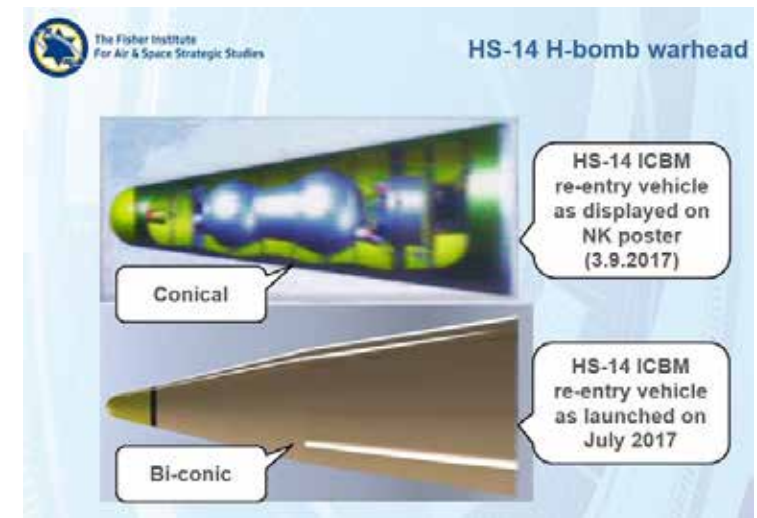 The Fisher Institute
For Air & Space Strategic Studies
HS-14 H-bomb warhead
HS-14 ICBM
re-entry vehicle
as displayed on
NK poster
(3.9.2017)
Conical
HS-14 ICBM
re-entry vehicle
as launched on
July 2017
Bi-conic